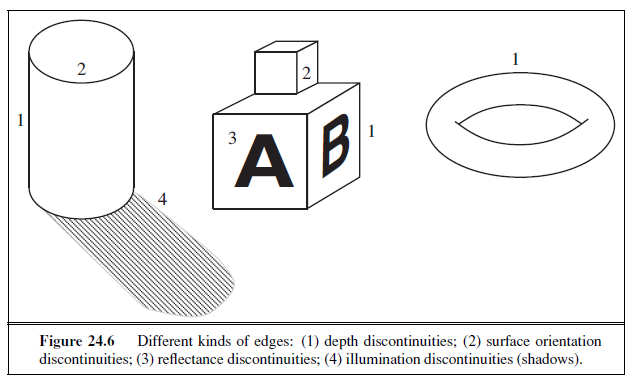 1
2
4
3
A
B
2
1
1
Figure 24.6 Different kinds of edges: (1) depth discontinuities; (2) surface orientation
discontinuities; (3) reflectance discontinuities; (4) illumination discontinuities (shadows).